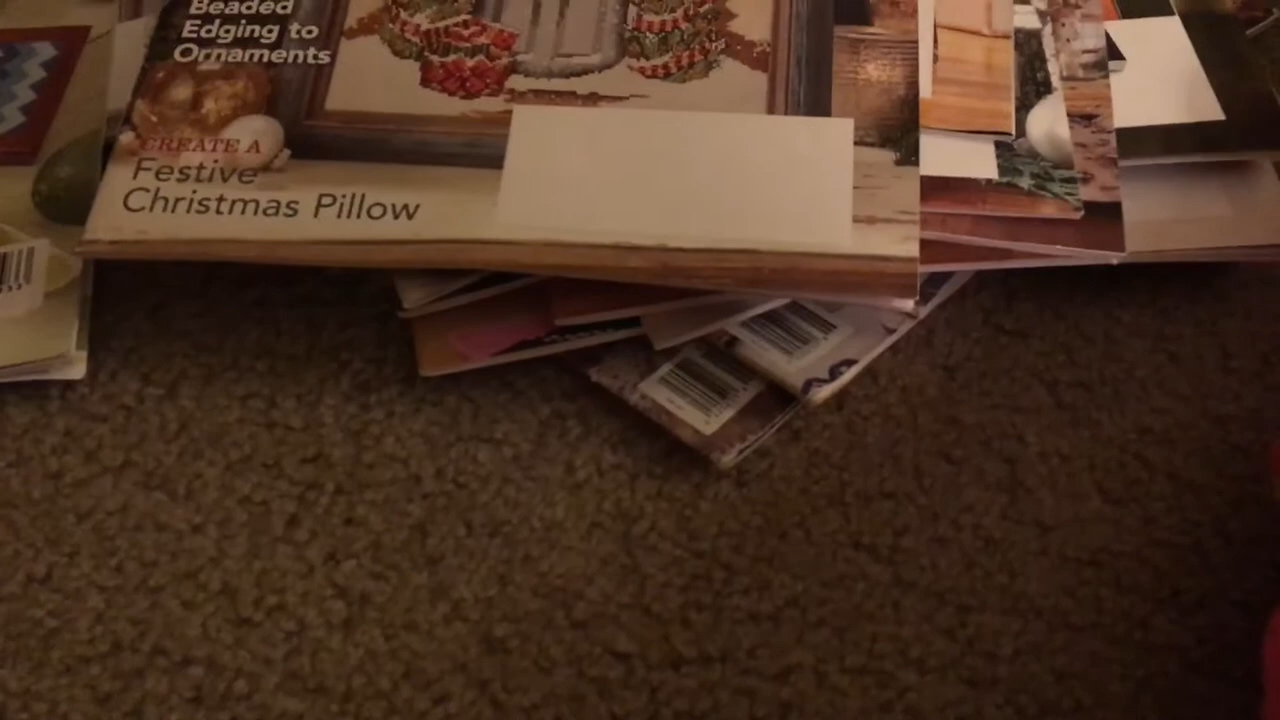 Beaded
Edging to
Ornaments
CREATE A
Festive
Christmas Pillow